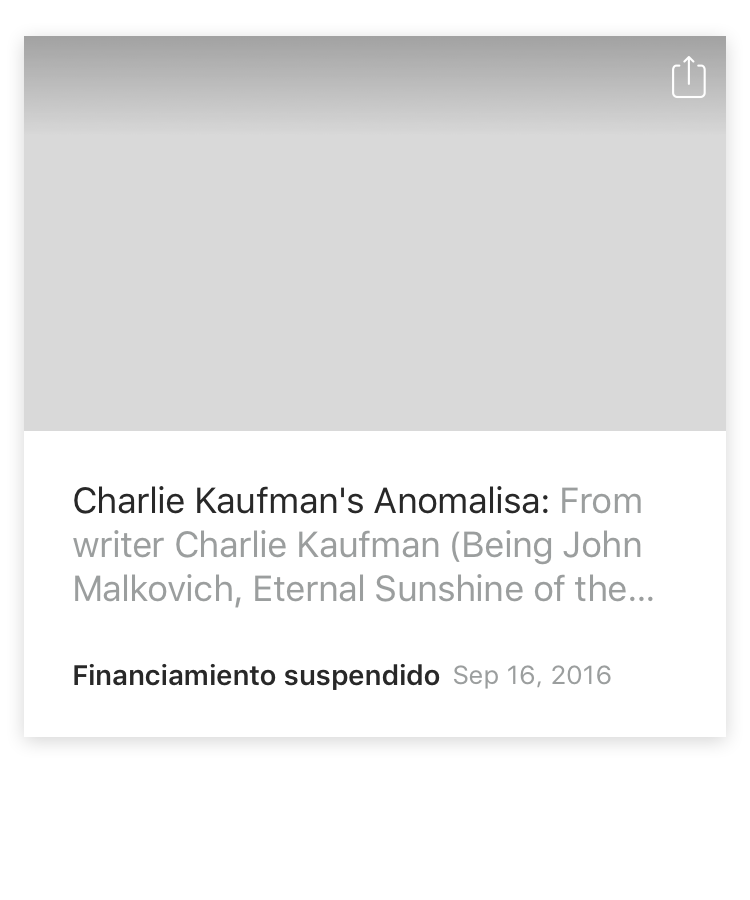 Charlie Kaufman's Anomalisa: From
writer Charlie Kaufman (Being John
Malkovich, Eternal Sunshine of the...
Financiamiento suspendido Sep 16, 2016